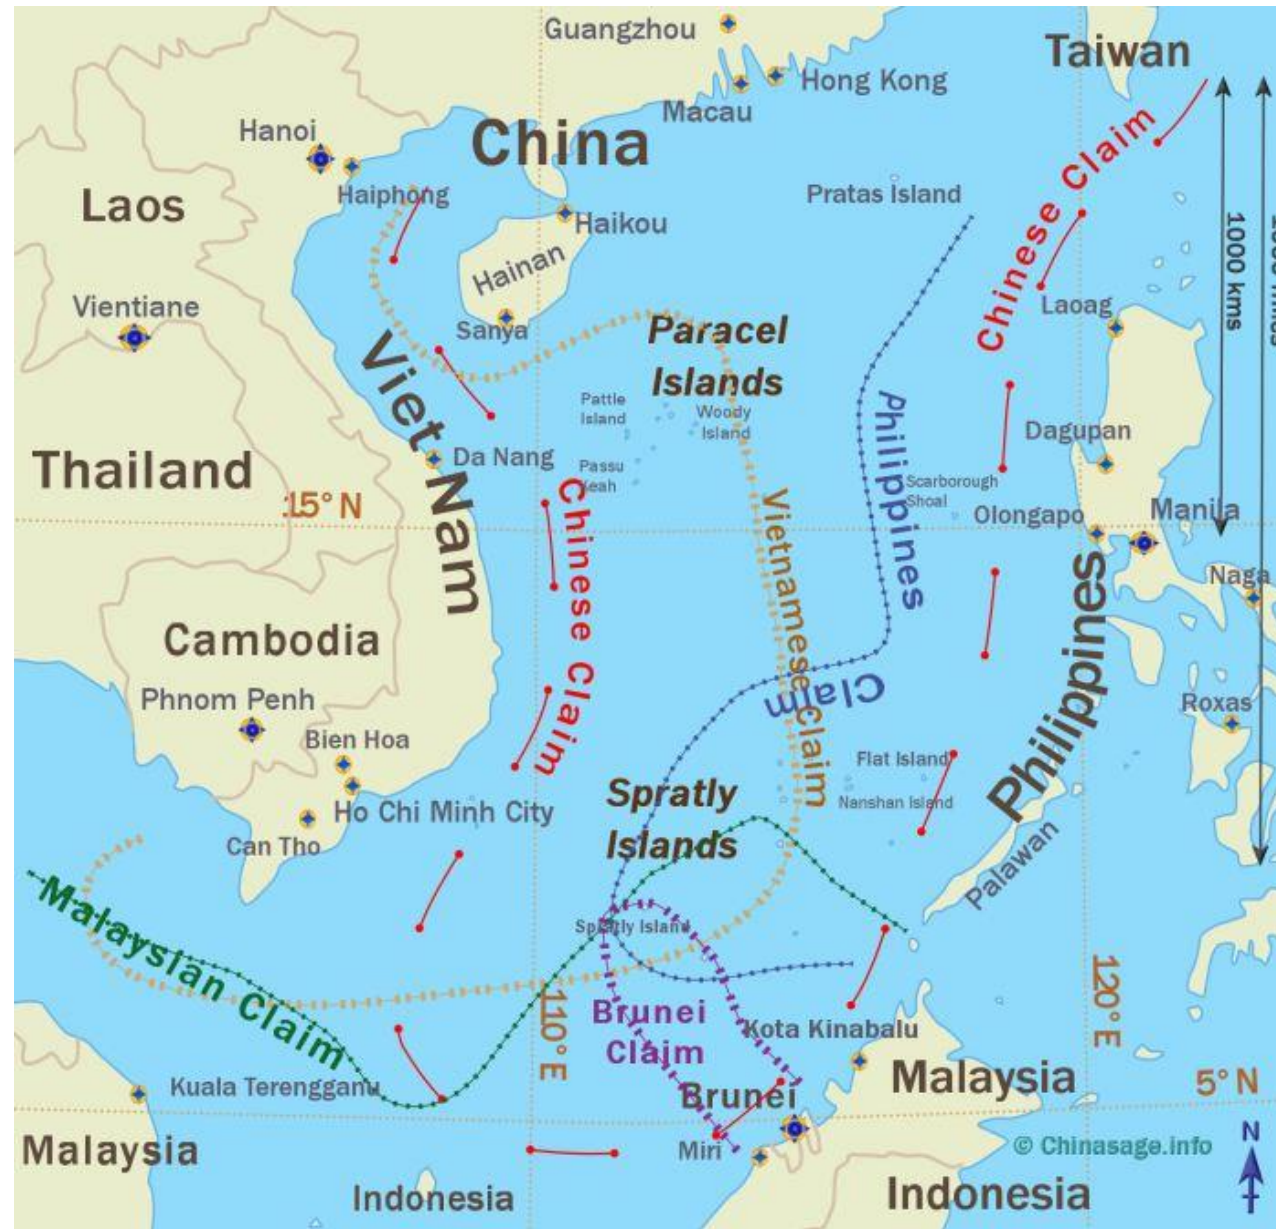 Guangzhou
Taiwan
Hong Kong
Macau
China
Hanoi
Haiphong
Laos
Pratas Island
Chinese Claim
Haikou
Hainan
1000 kms
Vientiane
Sanya
Laoag
Paracel
Islands
Viet Nam
Pattle
Island
Woody
Island
Philippines
Claim
Dagupan
Thailand
Da Nang
Passu
Keah
Scarborough
Shoal
15° N
Chinese Claim
Vietnamese Claim
Olongapo
Manila
Naga
Cambodia
Philippines
Phnom Penh
Roxas
Bien Hoa
Flat Island
Spratly
Islands
Nanshan Island
Ho Chi Minh City
Can Tho
Palawan
Malaysian Claim
Spratly Island
120° E
110° E
Brunei
Claim
Kota Kinabalu
Kuala Terengganu
Brunei
Malaysia
5° N
Malaysia
Miri
© Chinasage.info
N
Indonesia
Indonesia